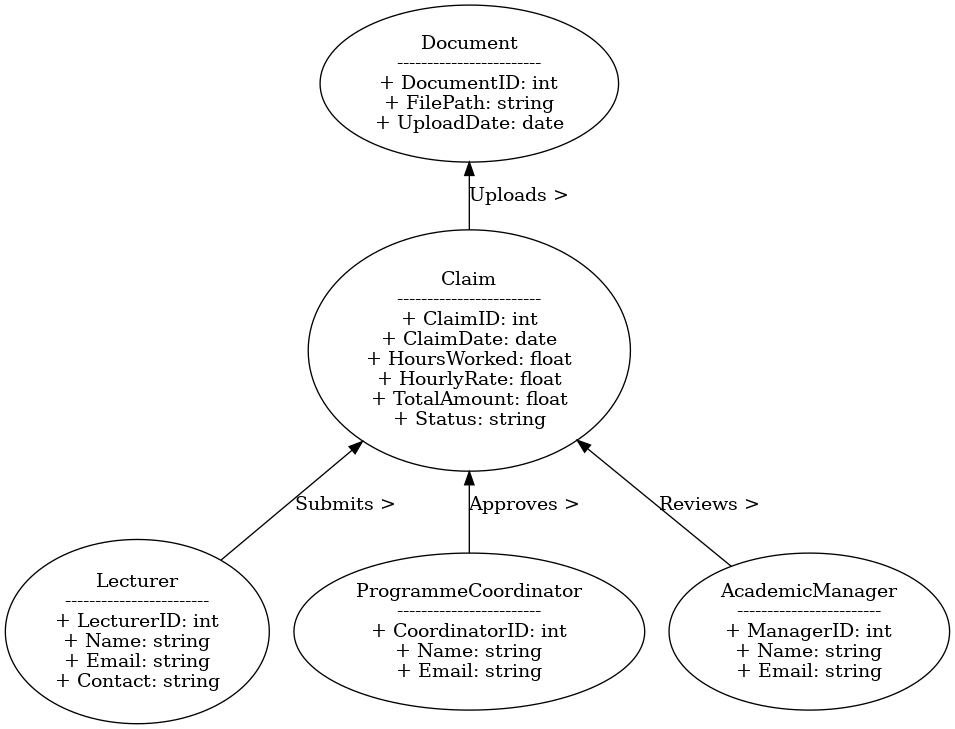 Document
------------------------
+ DocumentID: int
+ FilePath: string
+ UploadDate: date
Uploads >
Claim
------------------------
+ ClaimID: int
+ ClaimDate: date
+ HoursWorked: float
+ HourlyRate: float
+ TotalAmount: float
+ Status: string
Submits >
Approves >
Reviews >
Lecturer
------------------------
+ LecturerID: int
+ Name: string
+ Email: string
+ Contact: string
ProgrammeCoordinator
------------------------
+ CoordinatorID: int
+ Name: string
+ Email: string
AcademicManager
------------------------
+ ManagerID: int
+ Name: string
+ Email: string